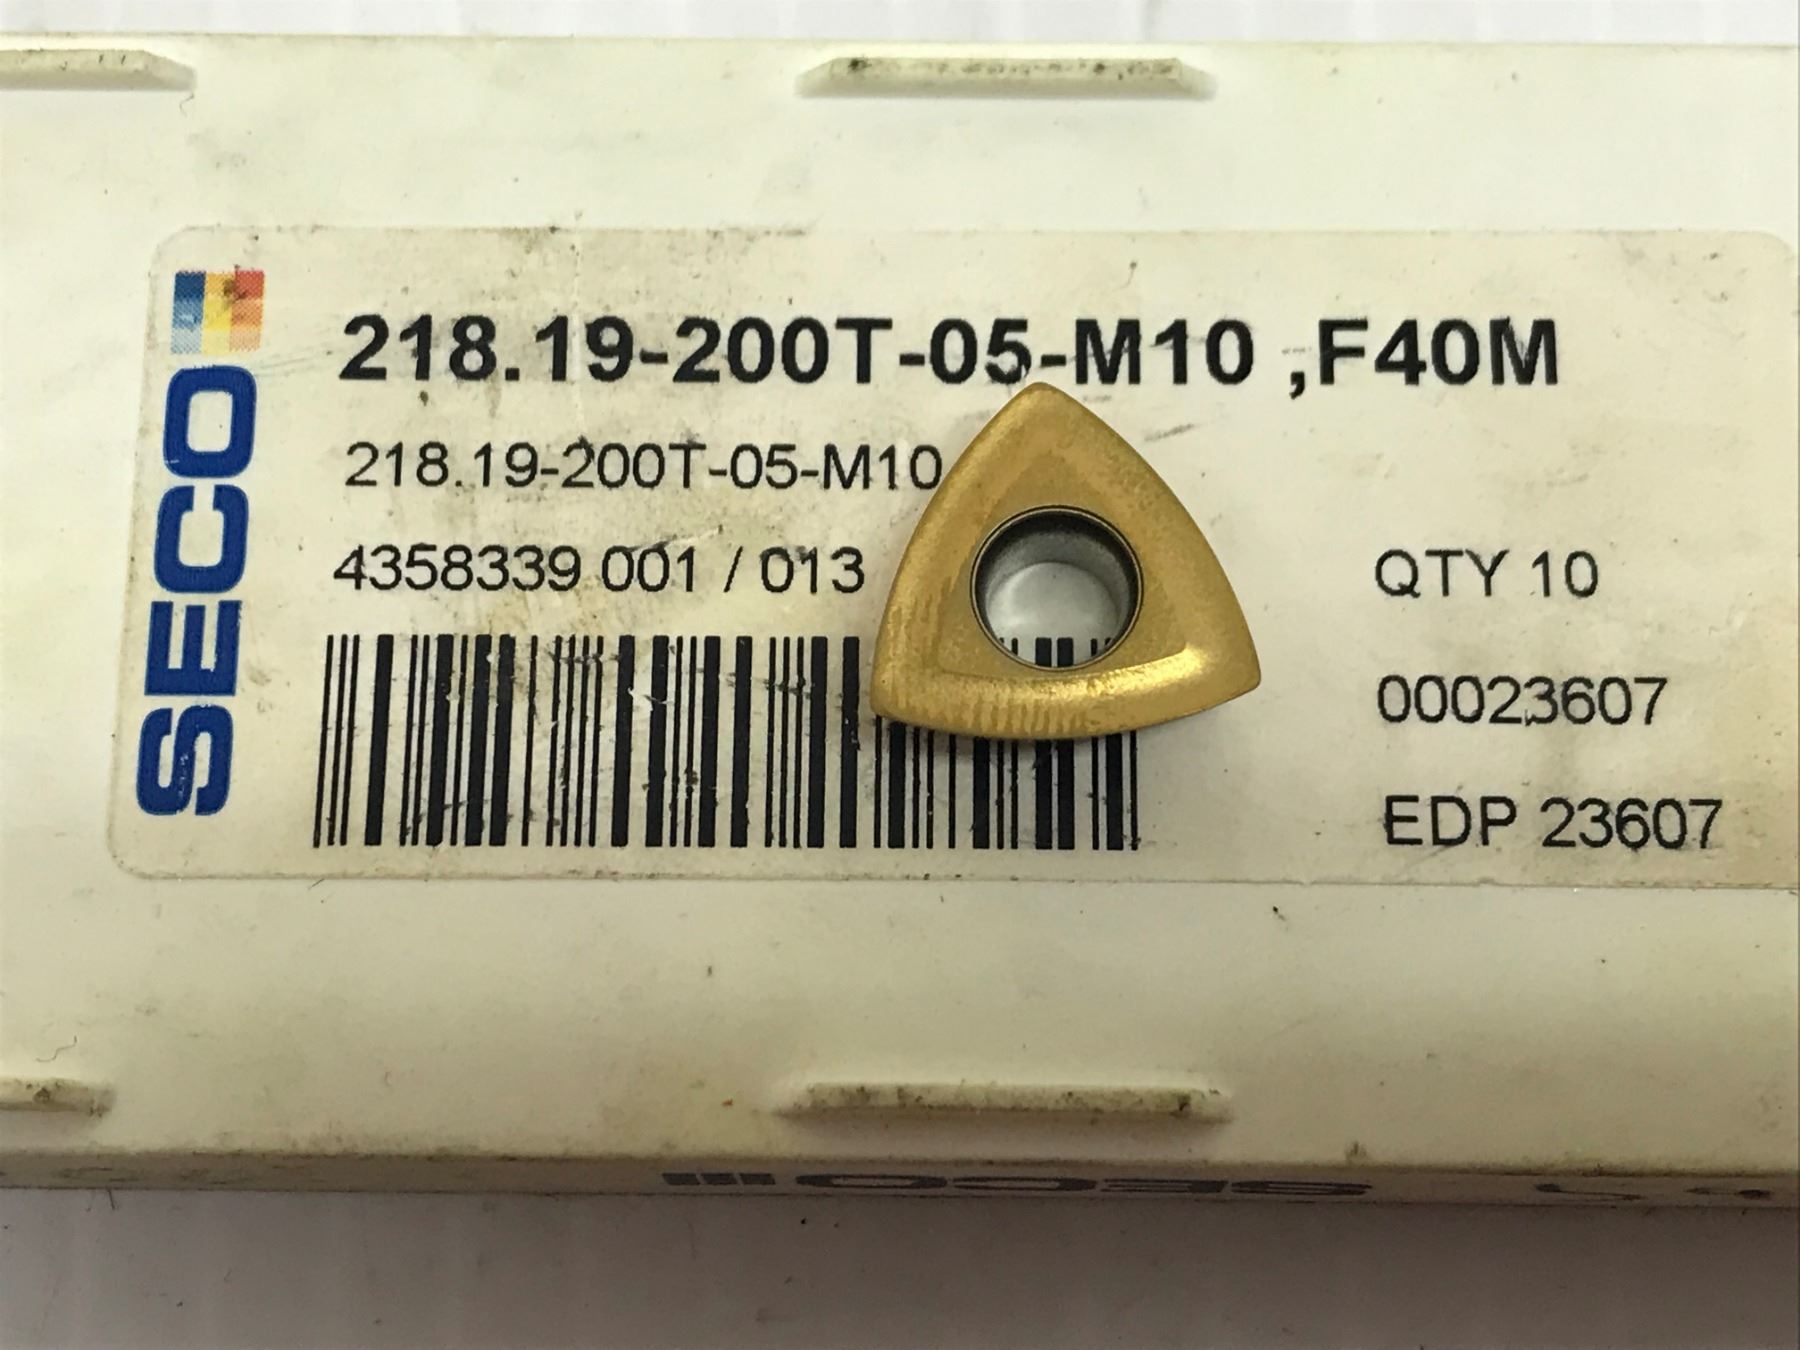 SECO
218.19-200T-05-M10 ,F40M
218.19-200T-05-M10
4358339 001 / 013
QTY 10
00023607
EDP 23607
SECO